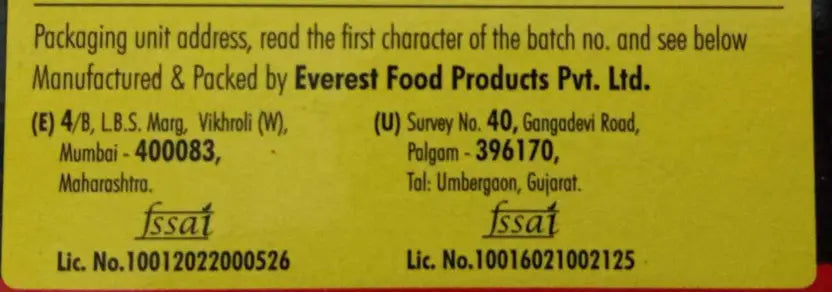 Packaging unit address, read the first character of the batch no. and see below
Manufactured & Packed by Everest Food Products Pvt. Ltd.
(E) 4/B, L.B.S. Marg, Vikhroli (W),
Mumbai - 400083,
Maharashtra.
fssai
Lic. No.10012022000526
(U) Survey No. 40, Gangadevi Road,
Palgam - 396170,
Tal: Umbergaon, Gujarat.
fssai
Lic. No.10016021002125